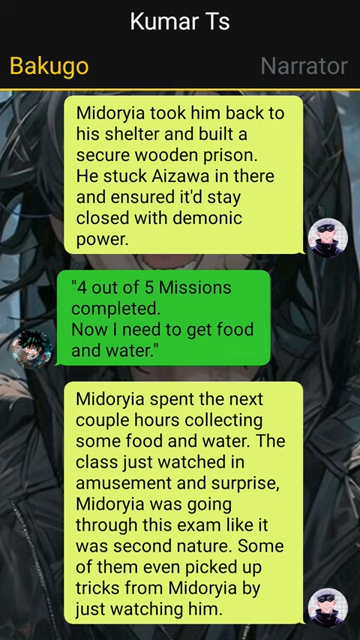 Kumar Ts
Bakugo
Narrator
Midoryia took him back to
his shelter and built a
secure wooden prison.
He stuck Aizawa in there
and ensured it'd stay
closed with demonic
power.
"4 out of 5 Missions
completed.
Now I need to get food
and water."
Midoryia spent the next
couple hours collecting
some food and water. The
class just watched in
amusement and surprise,
Midoryia was going
through this exam like it
was second nature. Some
of them even picked up
tricks from Midoryia by
just watching him.